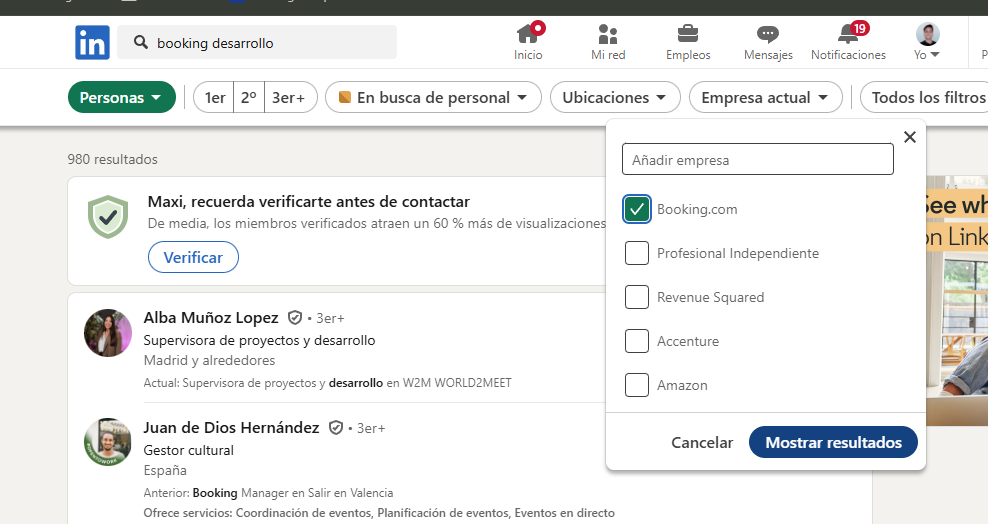 in
booking desarrollo
Inicio
Mi red
Empleos
Mensajes
19
Notificaciones
Yo
Personas
1er
2º
3er+
En busca de personal
Ubicaciones
Empresa actual
Todos los filtros
980 resultados
Añadir empresa
Booking.com
Profesional Independiente
Revenue Squared
Accenture
Amazon
Cancelar
Mostrar resultados
Maxi, recuerda verificarte antes de contactar
De media, los miembros verificados atraen un 60 % más de visualizaciones
Verificar
Alba Muñoz Lopez • 3er+
Supervisora de proyectos y desarrollo
Madrid y alrededores
Actual: Supervisora de proyectos y desarrollo en W2M WORLD2MEET
Juan de Dios Hernández • 3er+
Gestor cultural
España
Anterior: Booking Manager en Salir en Valencia
Ofrece servicios: Coordinación de eventos, Planificación de eventos, Eventos en directo
See wh
on Link